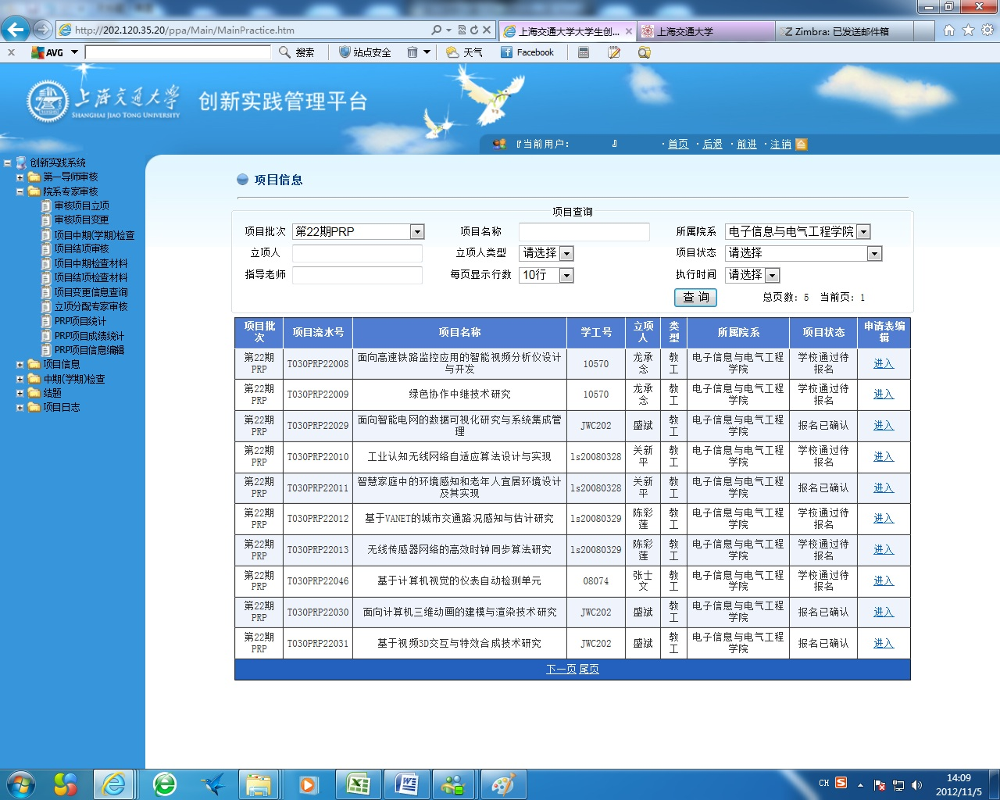 http://202.120.35.20/ppa/Main/MainPractice.htm
上海交通大学大学生创...
上海交通大学
Zimbra: 已发送邮件箱
AVG
搜索
站点安全
天气
Facebook
上海交通大学
SHANGHAI JIAO TONG UNIVERSITY
创新实践管理平台
『当前用户: 』
·首页 ·后退 ·前进 ·注销
创新实践系统
第一导师审核
院系专家审核
审核项目立项
审核项目变更
项目中期(学期)检查
项目结项审核
项目中期检查材料
项目结项检查材料
项目变更信息查询
立项分配专家审核
PRP项目统计
PRP项目成绩统计
PRP项目信息编辑
项目信息
中期(学期)检查
结题
项目日志
项目信息
项目查询
项目批次 第22期PRP 项目名称 所属院系 电子信息与电气工程学院
立项人 立项人类型 请选择 项目状态 请选择
指导老师 每页显示行数 10行 执行时间 请选择
查 询 总页数: 5 当前页: 1
项目批次 项目流水号 项目名称 学工号 立项人 类型 所属院系 项目状态 申请表编辑
第22期PRP T030PRP22008 面向高速铁路监控应用的智能视频分析仪设计与开发 10570 龙承念 教工 电子信息与电气工程学院 学校通过待报名 进入
第22期PRP T030PRP22009 绿色协作中继技术研究 10570 龙承念 教工 电子信息与电气工程学院 学校通过待报名 进入
第22期PRP T030PRP22029 面向智能电网的数据可视化研究与系统集成管理 JWC202 盛斌 教工 电子信息与电气工程学院 报名已确认 进入
第22期PRP T030PRP22010 工业认知无线网络自适应算法设计与实现 ls20080328 关新平 教工 电子信息与电气工程学院 学校通过待报名 进入
第22期PRP T030PRP22011 智慧家庭中的环境感知和老年人宜居环境设计及其实现 ls20080328 关新平 教工 电子信息与电气工程学院 报名已确认 进入
第22期PRP T030PRP22012 基于VANET的城市交通路况感知与估计研究 ls20080329 陈彩莲 教工 电子信息与电气工程学院 学校通过待报名 进入
第22期PRP T030PRP22013 无线传感器网络的高效时钟同步算法研究 ls20080329 陈彩莲 教工 电子信息与电气工程学院 学校通过待报名 进入
第22期PRP T030PRP22046 基于计算机视觉的仪表自动检测单元 08074 张士文 教工 电子信息与电气工程学院 学校通过待报名 进入
第22期PRP T030PRP22030 面向计算机三维动画的建模与渲染技术研究 JWC202 盛斌 教工 电子信息与电气工程学院 报名已确认 进入
第22期PRP T030PRP22031 基于视频3D交互与特效合成技术研究 JWC202 盛斌 教工 电子信息与电气工程学院 报名已确认 进入
下一页 尾页
CH
14:09
2012/11/5